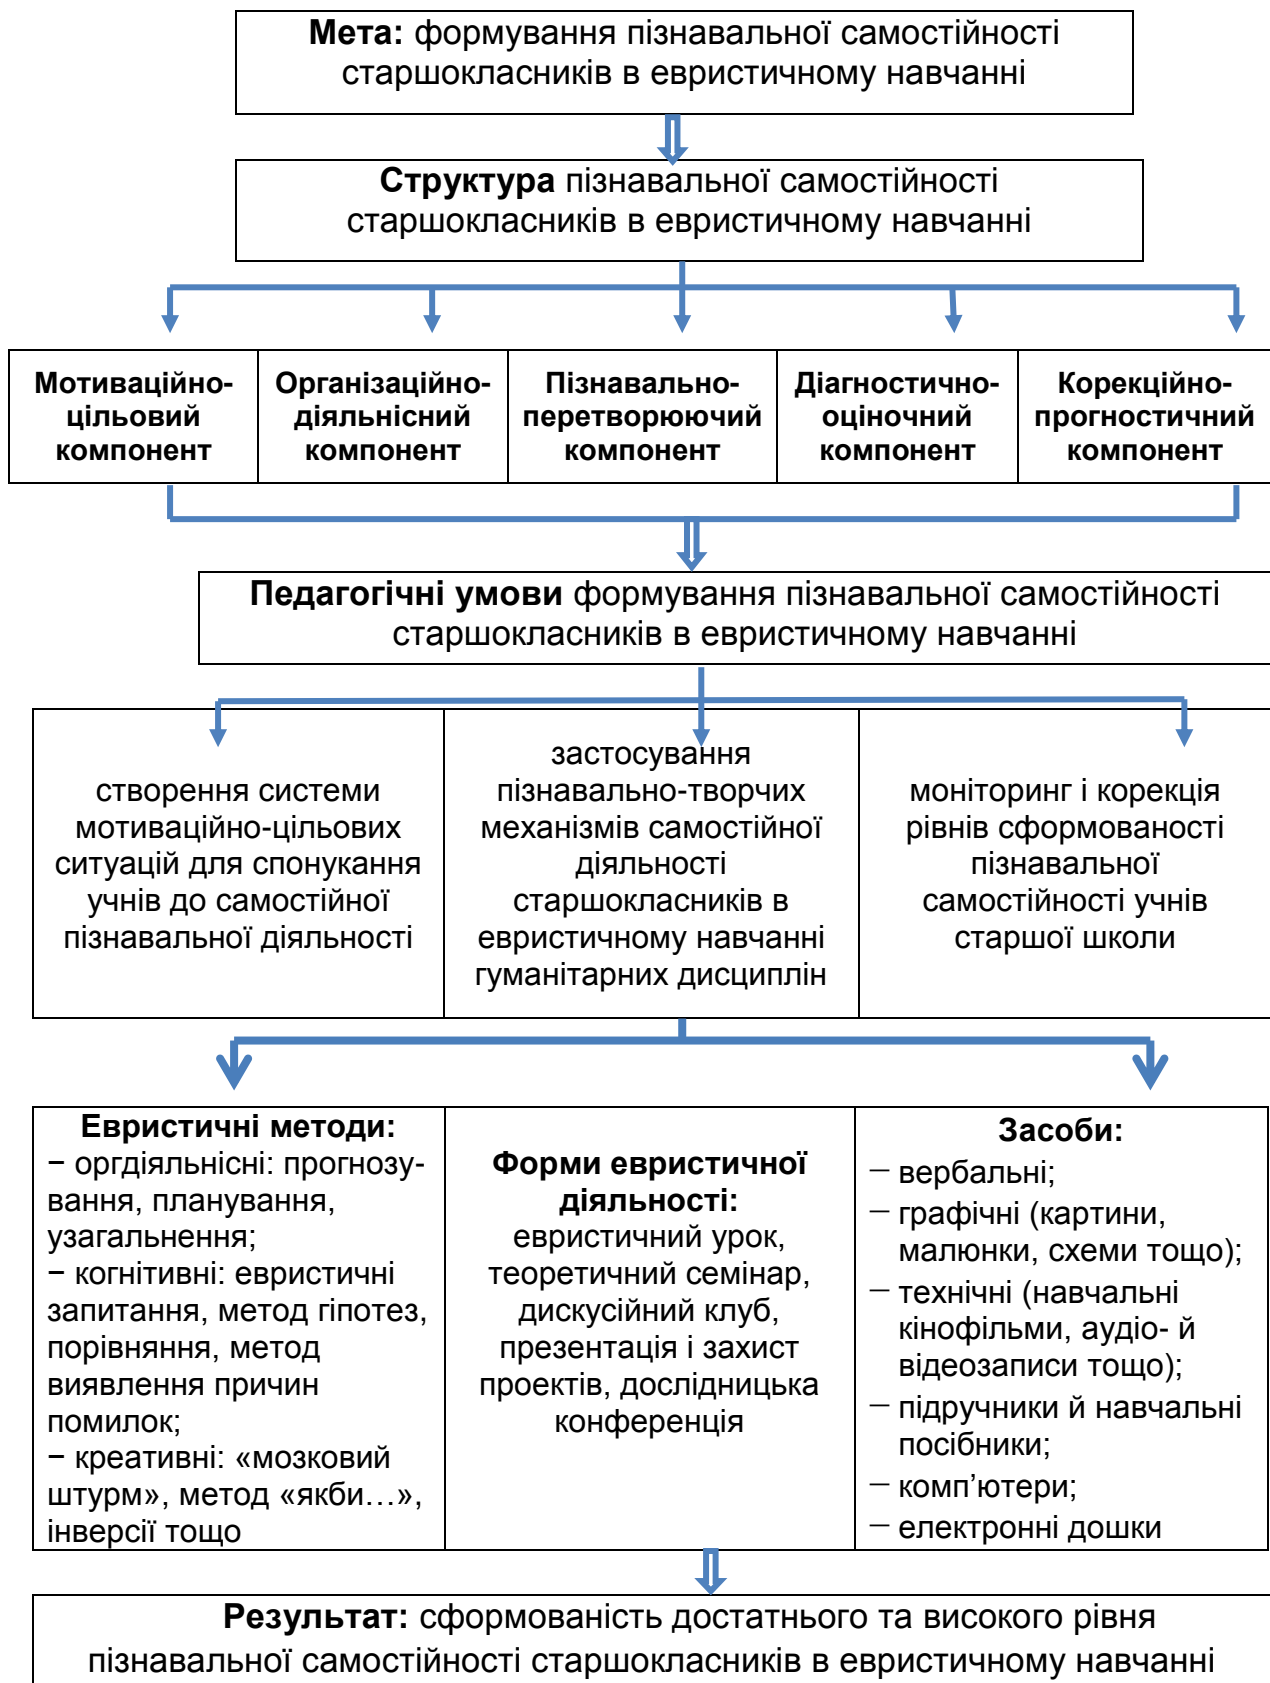 Мета: формування пізнавальної самостійності
старшокласників в евристичному навчанні
Структура пізнавальної самостійності
старшокласників в евристичному навчанні
Мотиваційно-
цільовий
компонент
Організаційно-
діяльнісний
компонент
Пізнавально-
перетворюючий
компонент
Діагностично-
оціночний
компонент
Корекційно-
прогностичний
компонент
Педагогічні умови формування пізнавальної самостійності
старшокласників в евристичному навчанні
створення системи
мотиваційно-цільових
ситуацій для спонукання
учнів до самостійної
пізнавальної діяльності
застосування
пізнавально-творчих
механізмів самостійної
діяльності
старшокласників в
евристичному навчанні
гуманітарних дисциплін
моніторинг і корекція
рівнів сформованості
пізнавальної
самостійності учнів
старшої школи
Евристичні методи:
− оргдіяльнісні: прогнозу-
вання, планування,
узагальнення;
− когнітивні: евристичні
запитання, метод гіпотез,
порівняння, метод
виявлення причин
помилок;
− креативні: «мозковий
штурм», метод «якби…»,
інверсії тощо
Форми евристичної
діяльності:
евристичний урок,
теоретичний семінар,
дискусійний клуб,
презентація і захист
проектів, дослідницька
конференція
Засоби:
− вербальні;
− графічні (картини,
малюнки, схеми тощо);
− технічні (навчальні
кінофільми, аудіо- й
відеозаписи тощо);
− підручники й навчальні
посібники;
− комп’ютери;
− електронні дошки
Результат: сформованість достатнього та високого рівня
пізнавальної самостійності старшокласників в евристичному навчанні